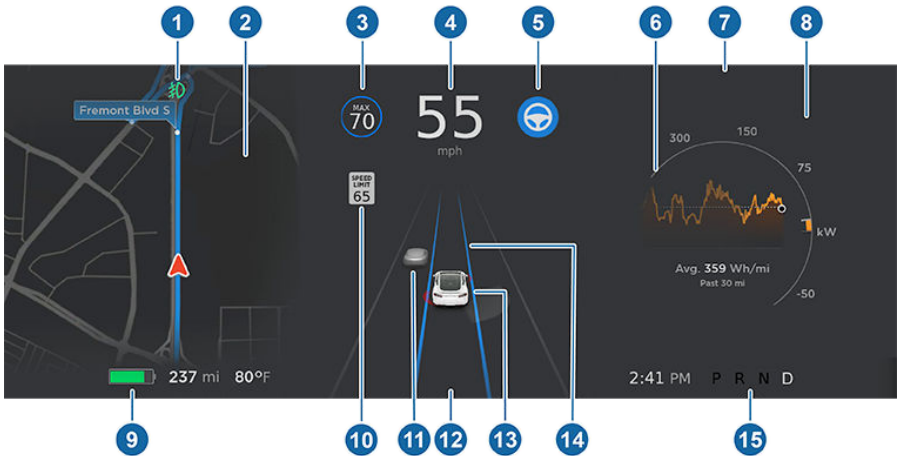 1
2
3
4
5
6
7
8
Fremont Blvd S
MAX
70
55
mph
SPEED
LIMIT
65
300
150
75
kW
-50
Avg. 359 Wh/mi
Past 30 mi
237 mi 80°F
2:41 PM P R N D
9
10
11
12
13
14
15